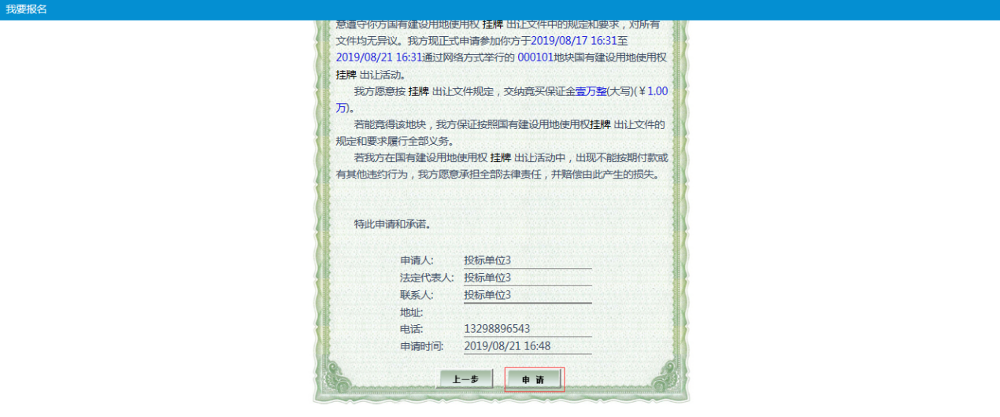 我要报名
意遵守你方国有建设用地使用权 挂牌 出让文件中的规定和要求，对所有
文件均无异议。我方现正式申请参加你方于2019/08/17 16:31至
2019/08/21 16:31通过网络方式举行的 000101地块国有建设用地使用权
挂牌 出让活动。
我方愿意按 挂牌 出让文件规定，交纳竞买保证金壹万整(大写)(￥1.00
万)。
若能竞得该地块，我方保证按照国有建设用地使用权挂牌 出让文件的
规定和要求履行全部义务。
若我方在国有建设用地使用权 挂牌 出让活动中，出现不能按期付款或
有其他违约行为，我方愿意承担全部法律责任，并赔偿由此产生的损失。
特此申请和承诺。
申请人: 投标单位3
法定代表人: 投标单位3
联系人: 投标单位3
地址:
电话: 13298896543
申请时间: 2019/08/21 16:48
上一步 申 请